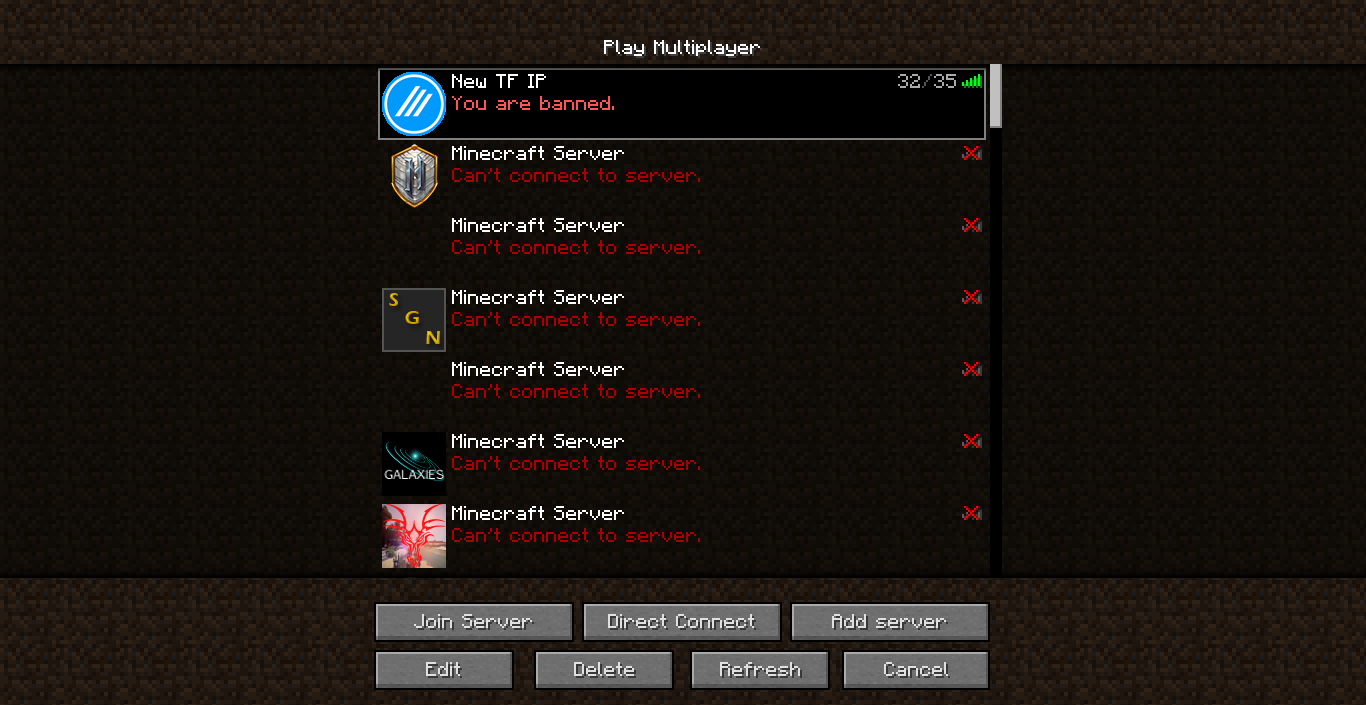 Play Multiplayer
New TF IP 32/35
You are banned.
Minecraft Server
Can't connect to server.
Minecraft Server
Can't connect to server.
S
G
N
Minecraft Server
Can't connect to server.
Minecraft Server
Can't connect to server.
GALAXIES
Minecraft Server
Can't connect to server.
Minecraft Server
Can't connect to server.
Join Server Direct Connect Add server
Edit Delete Refresh Cancel